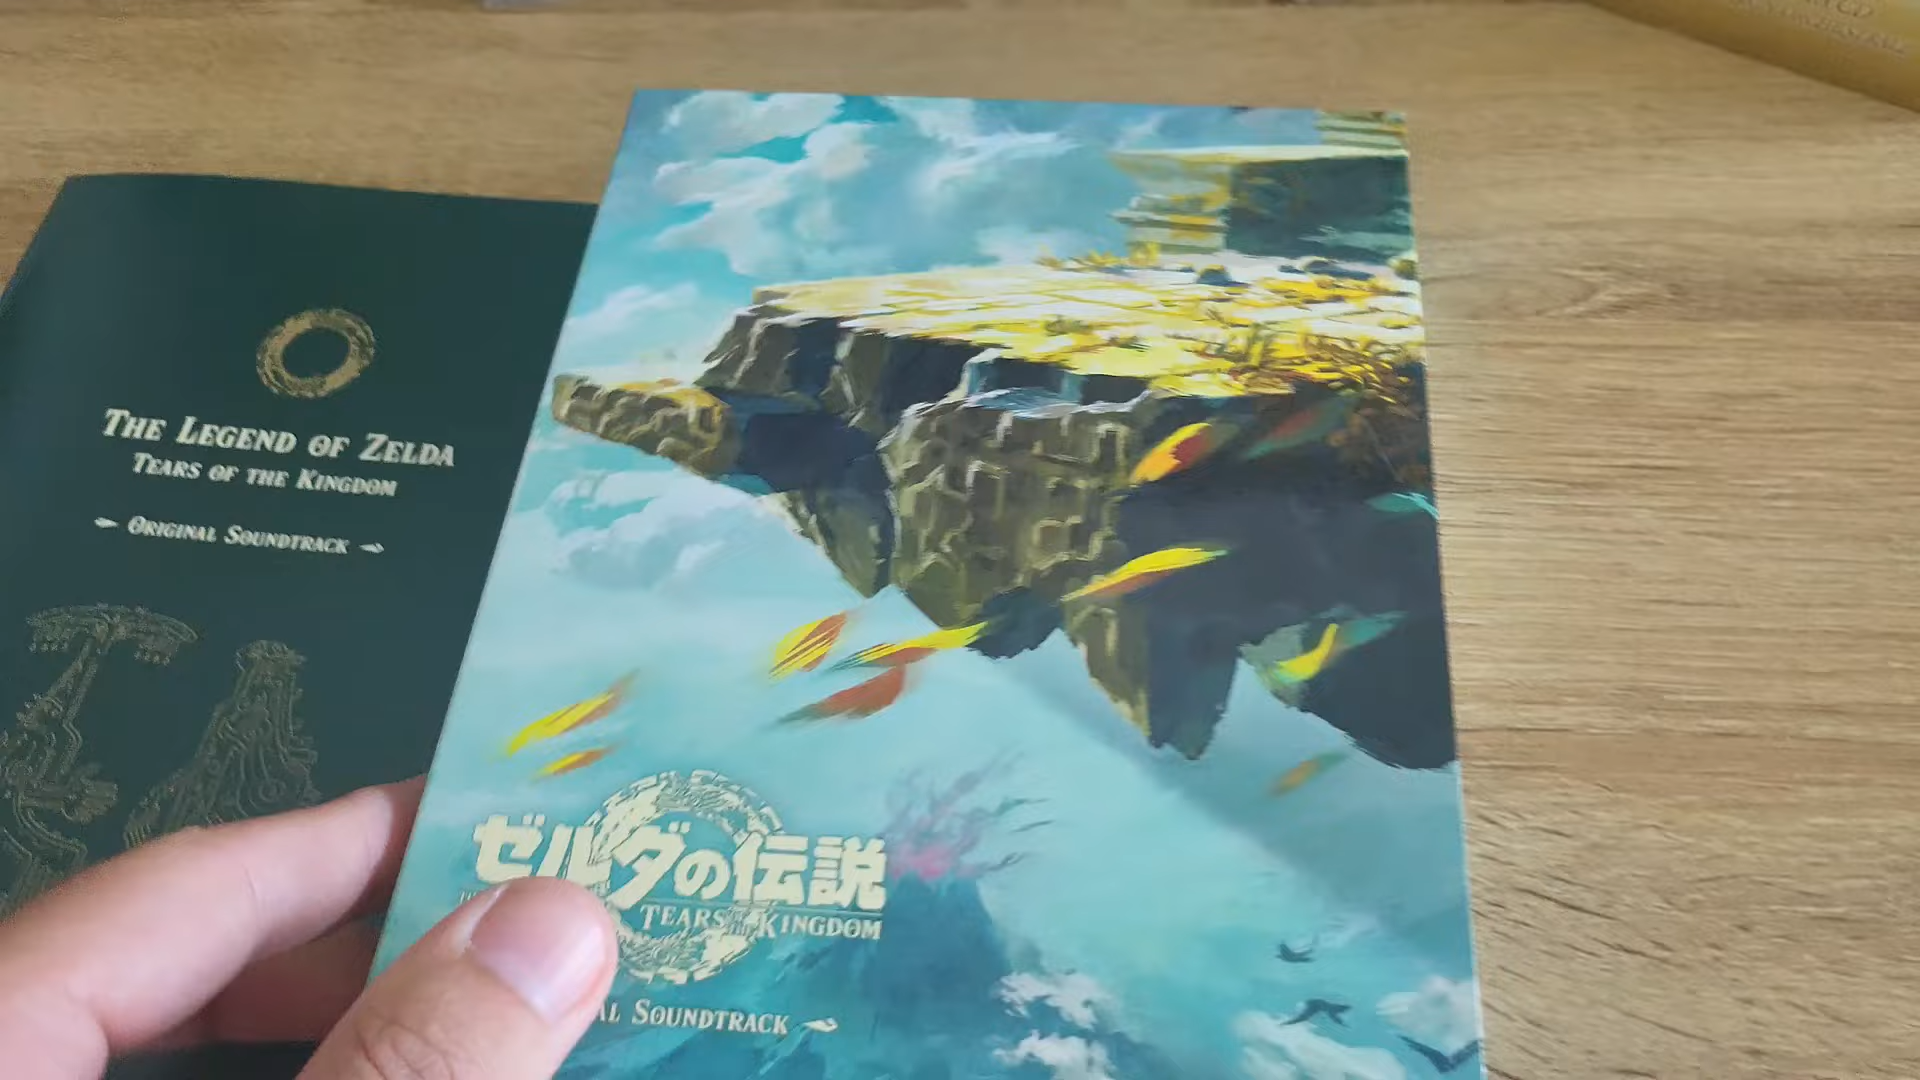 THE LEGEND OF ZELDA
TEARS OF THE KINGDOM
ORIGINAL SOUNDTRACK
ゼルダの伝説
TEARS OF THE KINGDOM
AL SOUNDTRACK
CD